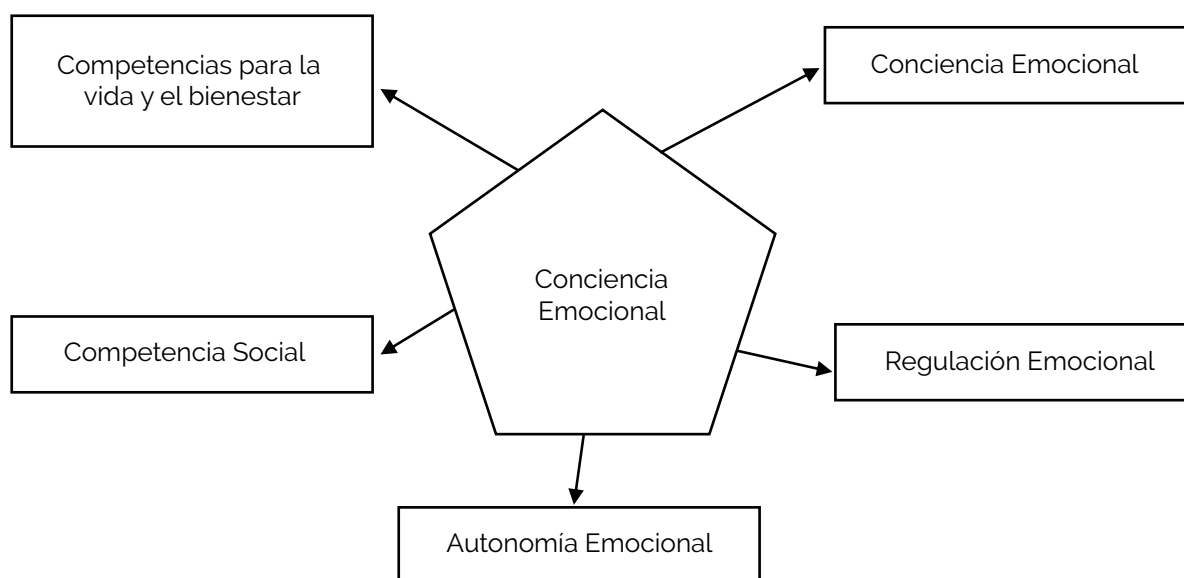 Competencias para la
vida y el bienestar
Conciencia Emocional
Conciencia
Emocional
Competencia Social
Regulación Emocional
Autonomía Emocional